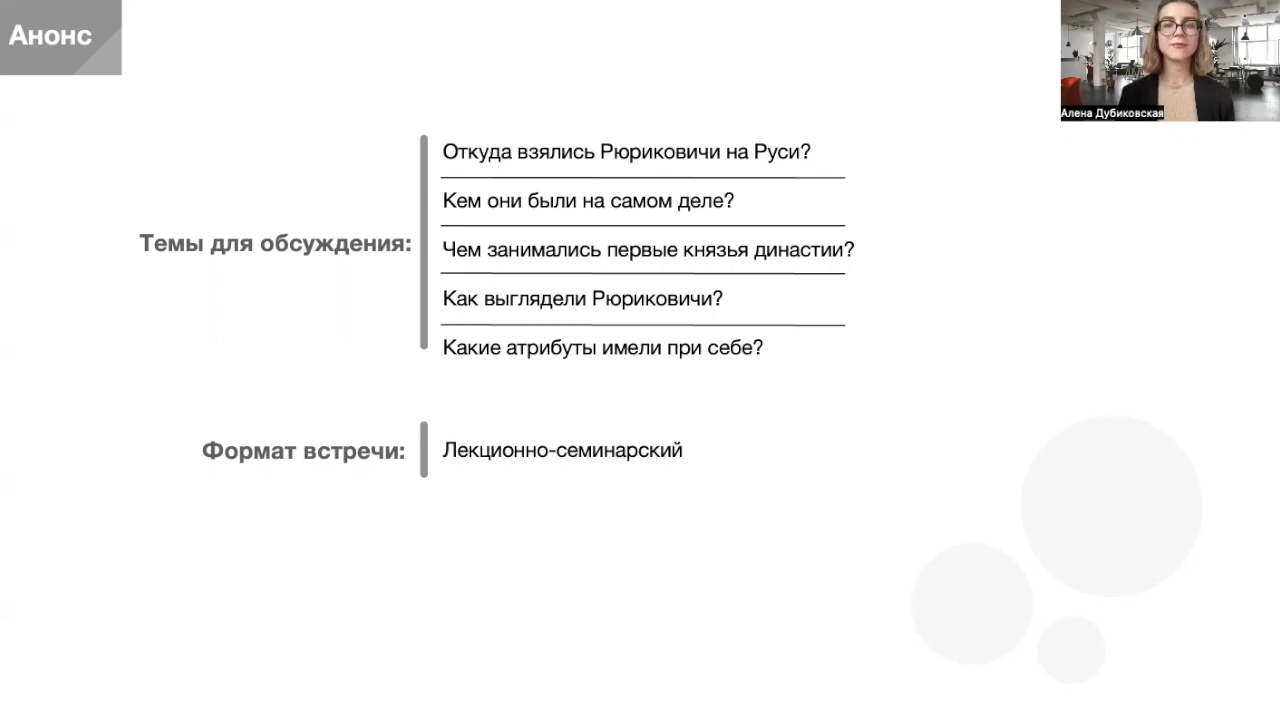 Анонс
Алена Дубиковская
Темы для обсуждения:
Откуда взялись Рюриковичи на Руси?
Кем они были на самом деле?
Чем занимались первые князья династии?
Как выглядели Рюриковичи?
Какие атрибуты имели при себе?
Формат встречи:
Лекционно-семинарский